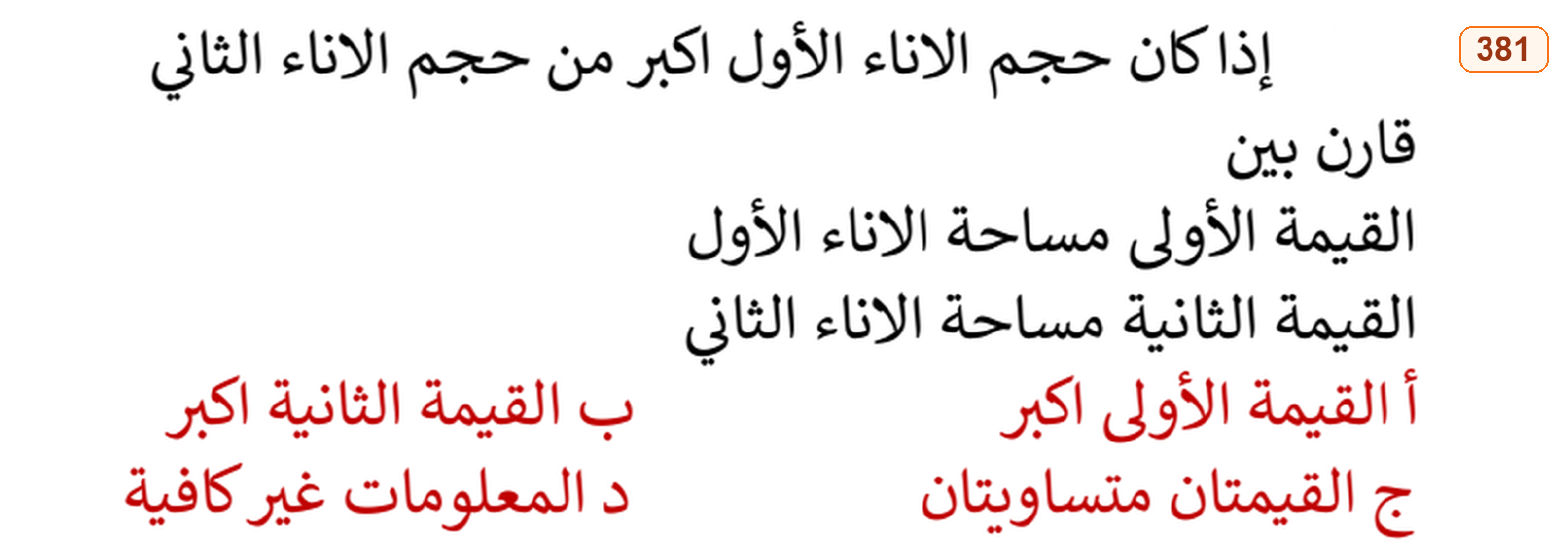 381
إذا كان حجم الاناء الأول اكبر من حجم الاناء الثاني
قارن بين
القيمة الأولى مساحة الاناء الأول
القيمة الثانية مساحة الاناء الثاني
أ القيمة الأولى اكبر ب القيمة الثانية اكبر
ج القيمتان متساويتان د المعلومات غير كافية